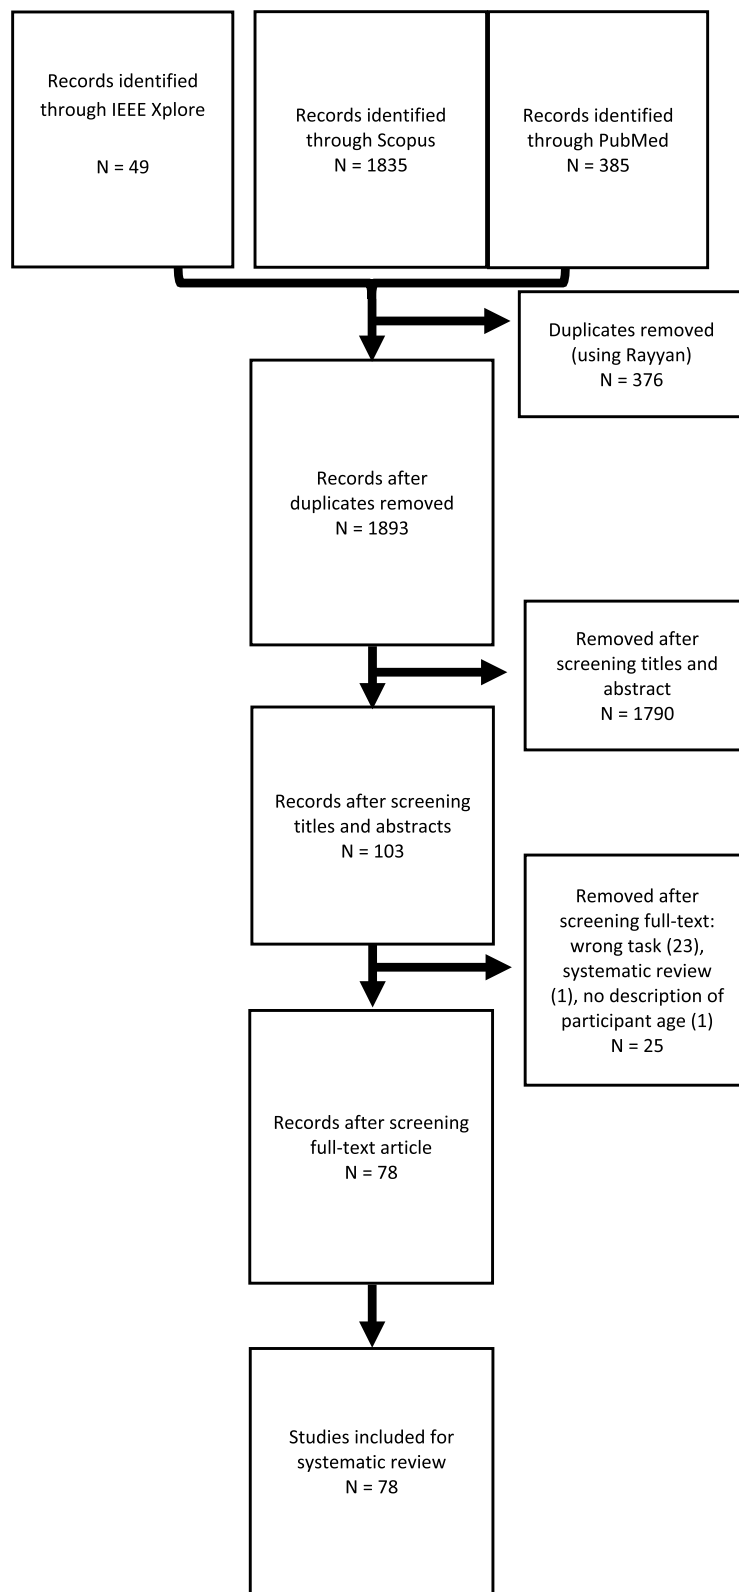 Records identified
through IEEE Xplore
N = 49
Records identified
through Scopus
N = 1835
Records identified
through PubMed
N = 385
Duplicates removed
(using Rayyan)
N = 376
Records after
duplicates removed
N = 1893
Removed after
screening titles and
abstract
N = 1790
Records after screening
titles and abstracts
N = 103
Removed after
screening full-text:
wrong task (23),
systematic review
(1), no description of
participant age (1)
N = 25
Records after screening
full-text article
N = 78
Studies included for
systematic review
N = 78